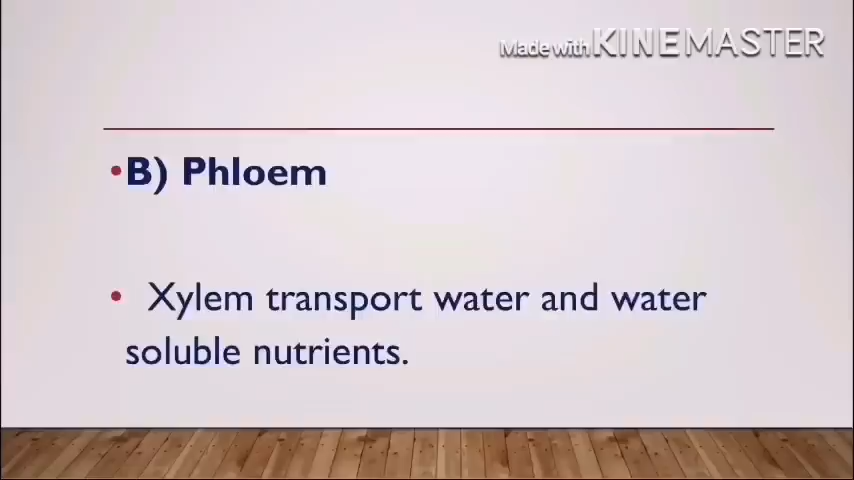 Made with KINEMASTER
•B) Phloem
• Xylem transport water and water
soluble nutrients.